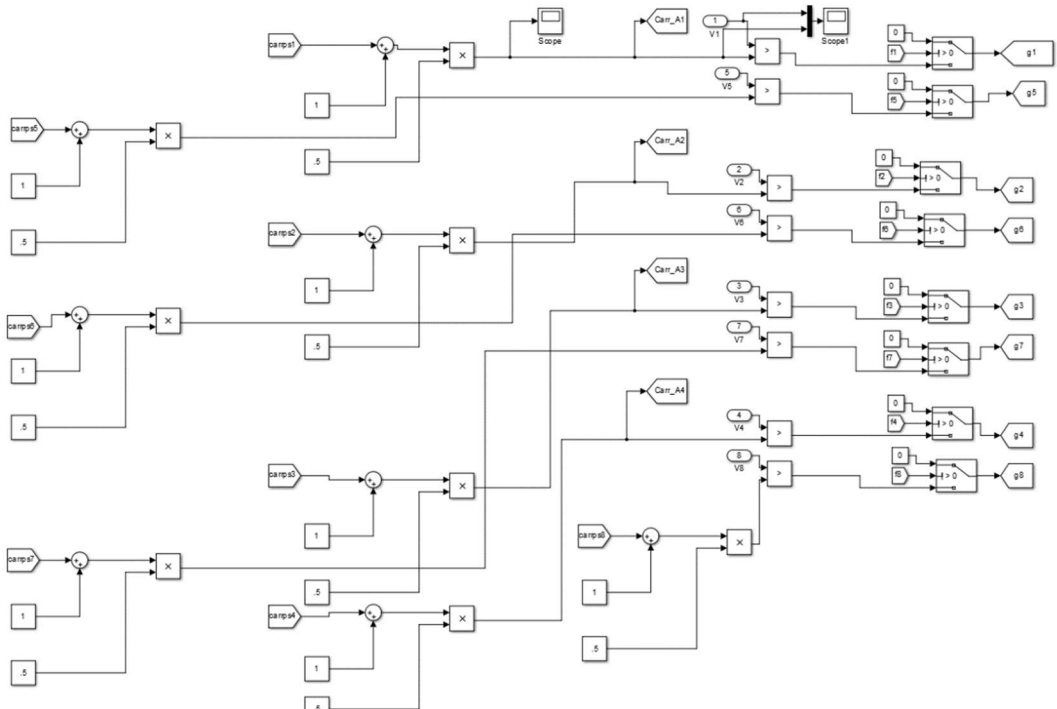 Carr_A1
1
V1
Scope
Scope1
carrps1
+
+
×
>
0
f1
> 0
g1
1
5
V5
>
0
f5
> 0
g5
carrps5
+
+
×
.5
1
.5
Carr_A2
2
V2
>
0
f2
> 0
g2
carrps2
+
+
×
6
V6
>
0
f6
> 0
g6
1
.5
Carr_A3
3
V3
>
0
f3
> 0
g3
carrps6
+
+
×
1
.5
7
V7
>
0
f7
> 0
g7
Carr_A4
4
V4
>
0
f4
> 0
g4
8
V8
>
0
f8
> 0
g8
carrps3
+
+
×
1
.5
carrps8
+
+
×
1
.5
carrps7
+
+
×
1
.5
carrps4
+
+
×
1
.5